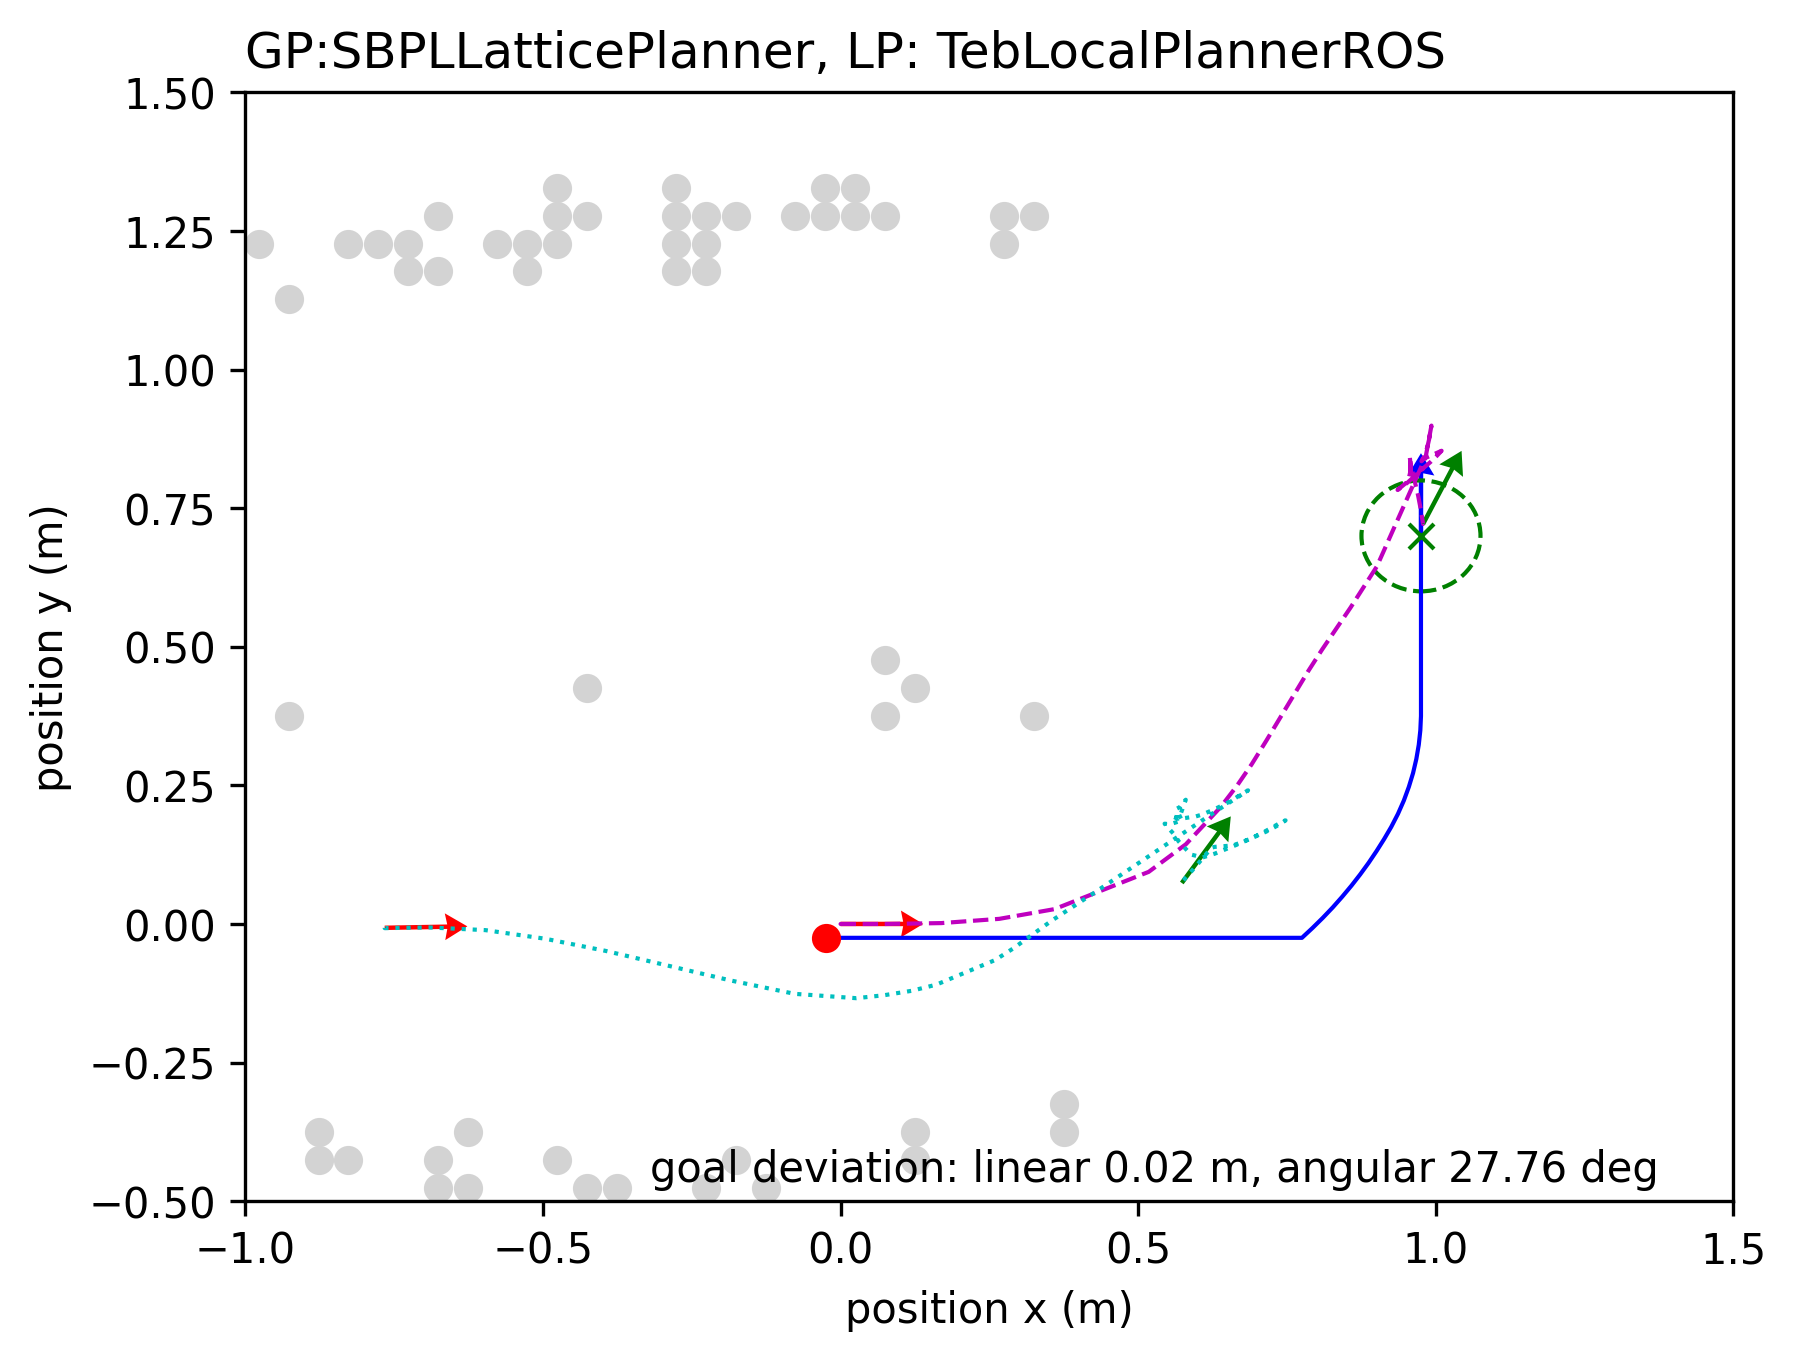 GP:SBPLLatticePlanner, LP: TebLocalPlannerROS
1.50
1.25
1.00
0.75
0.50
0.25
0.00
−0.25
−0.50
position y (m)
goal deviation: linear 0.02 m, angular 27.76 deg
−1.0 −0.5 0.0 0.5 1.0 1.5
position x (m)